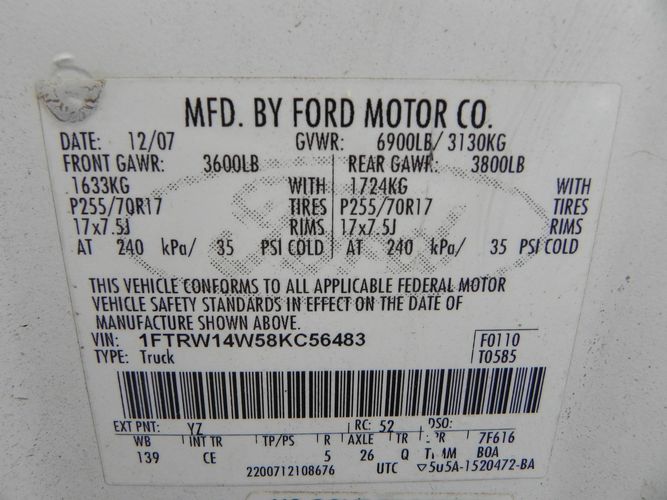 MFD. BY FORD MOTOR CO.
DATE: 12/07 GVWR: 6900LB/ 3130KG
FRONT GAWR: 3600LB REAR GAWR: 3800LB
1633KG WITH 1724KG WITH
P255/70R17 TIRES P255/70R17 TIRES
17x7.5J RIMS 17x7.5J RIMS
AT 240 kPa/ 35 PSI COLD AT 240 kPa/ 35 PSI COLD
THIS VEHICLE CONFORMS TO ALL APPLICABLE FEDERAL MOTOR
VEHICLE SAFETY STANDARDS IN EFFECT ON THE DATE OF
MANUFACTURE SHOWN ABOVE.
VIN: 1FTRW14W58KC56483 F0110
TYPE: Truck T0585
EXT PNT: YZ RC: 52 DSO:
WB INT TR TP/PS R AXLE TR 7F616
139 CE 5 26 Q BOA
2200712108676 UTC ▽5u5A-1520472-BA